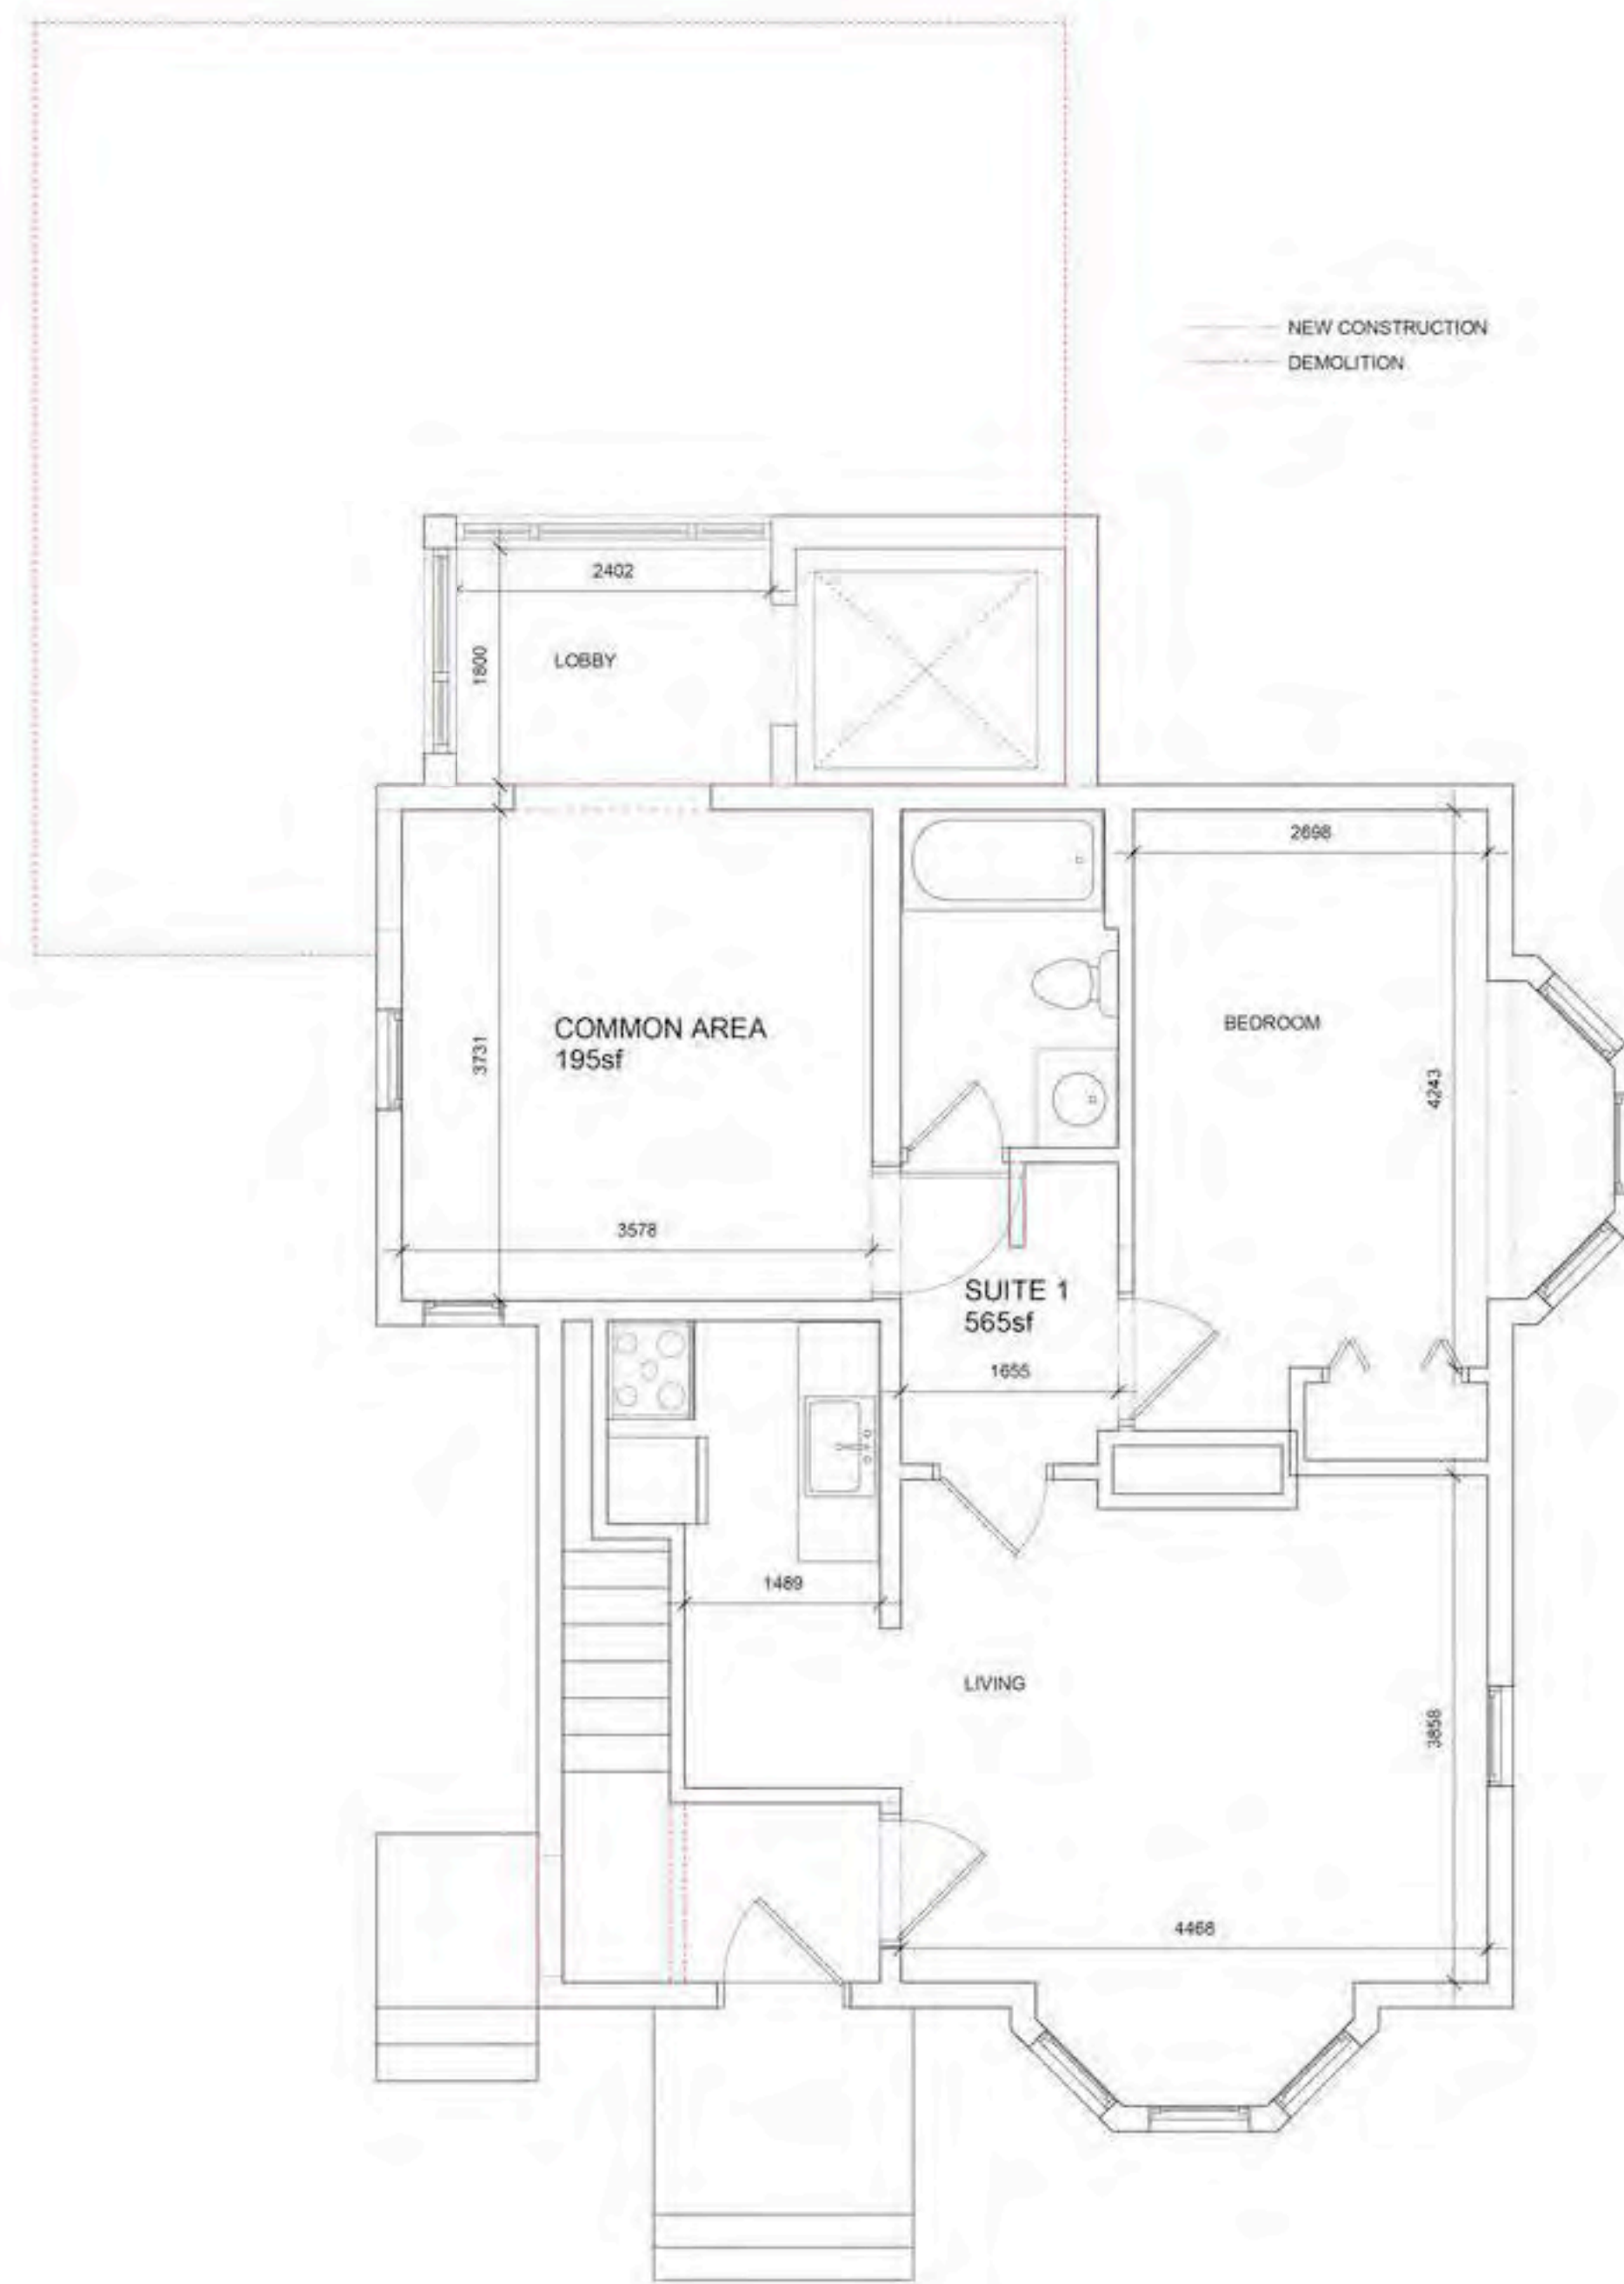 NEW CONSTRUCTION
DEMOLITION
2402
1800
LOBBY
2698
COMMON AREA
195sf
BEDROOM
3731
4243
3578
SUITE 1
565sf
1655
1489
LIVING
3858
4468